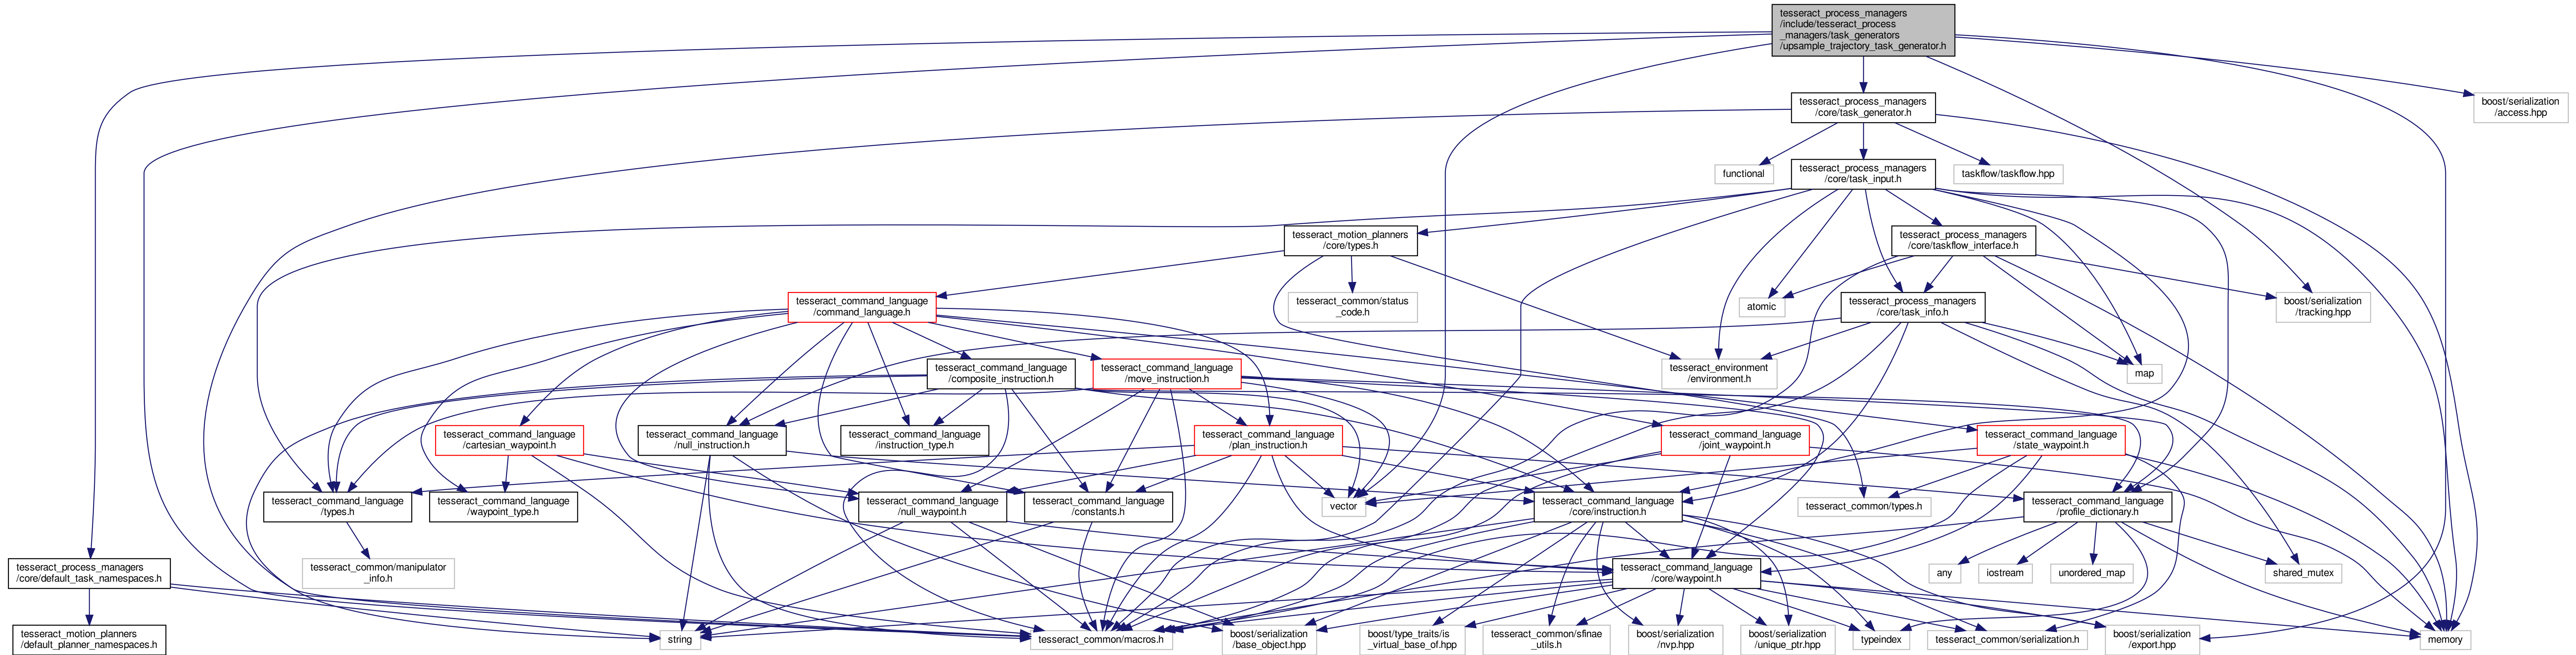 tesseract_process_managers
/include/tesseract_process
_managers/task_generators
/upsample_trajectory_task_generator.h
tesseract_process_managers
/core/task_generator.h
boost/serialization
/access.hpp
functional
tesseract_process_managers
/core/task_input.h
taskflow/taskflow.hpp
tesseract_motion_planners
/core/types.h
tesseract_process_managers
/core/taskflow_interface.h
tesseract_command_language
/command_language.h
tesseract_common/status
_code.h
atomic
tesseract_process_managers
/core/task_info.h
boost/serialization
/tracking.hpp
tesseract_command_language
/composite_instruction.h
tesseract_command_language
/move_instruction.h
tesseract_environment
/environment.h
map
tesseract_command_language
/cartesian_waypoint.h
tesseract_command_language
/null_instruction.h
tesseract_command_language
/instruction_type.h
tesseract_command_language
/plan_instruction.h
tesseract_command_language
/joint_waypoint.h
tesseract_command_language
/state_waypoint.h
tesseract_command_language
/types.h
tesseract_command_language
/waypoint_type.h
tesseract_command_language
/null_waypoint.h
tesseract_command_language
/constants.h
vector
tesseract_command_language
/core/instruction.h
tesseract_common/types.h
tesseract_command_language
/profile_dictionary.h
tesseract_process_managers
/core/default_task_namespaces.h
tesseract_common/manipulator
_info.h
tesseract_command_language
/core/waypoint.h
any
iostream
unordered_map
shared_mutex
tesseract_motion_planners
/default_planner_namespaces.h
string
tesseract_common/macros.h
boost/serialization
/base_object.hpp
boost/type_traits/is
_virtual_base_of.hpp
tesseract_common/sfinae
_utils.h
boost/serialization
/nvp.hpp
boost/serialization
/unique_ptr.hpp
typeindex
tesseract_common/serialization.h
boost/serialization
/export.hpp
memory